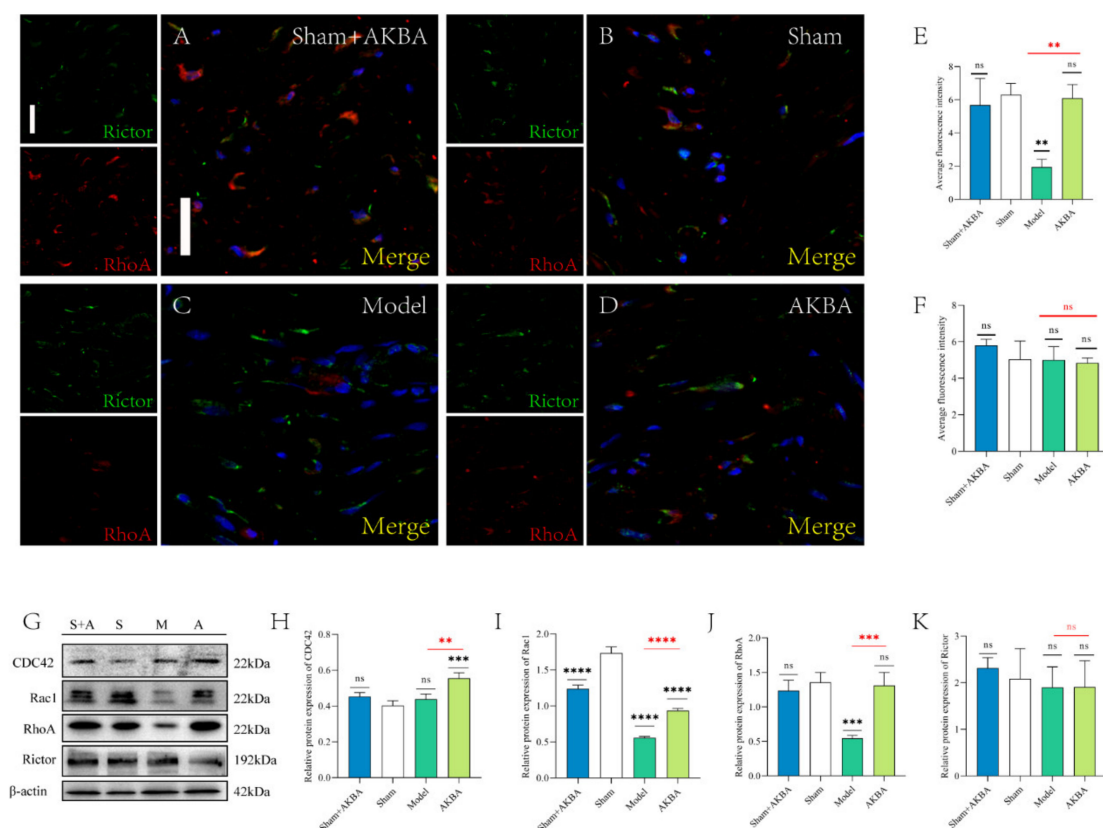 A
Sham+AKBA
Rictor
RhoA
Merge
B
Sham
Rictor
RhoA
Merge
C
Model
Rictor
RhoA
Merge
D
AKBA
Rictor
RhoA
Merge
E
Average fluorescence intensity
8
6
4
2
0
ns
**
**
ns
Sham+AKBA
Sham
Model
AKBA
F
Average fluorescence intensity
8
6
4
2
0
ns
ns
ns
ns
Sham+AKBA
Sham
Model
AKBA
G
S+A S M A
CDC42 22kDa
Rac1 22kDa
RhoA 22kDa
Rictor 192kDa
β-actin 42kDa
H
Relative protein expression of CDC42
0.8
0.6
0.4
0.2
0.0
ns
ns
**
***
Sham+AKBA
Sham
Model
AKBA
I
Relative protein expression of Rac1
2.0
1.5
1.0
0.5
0.0
****
****
****
****
Sham+AKBA
Sham
Model
AKBA
J
Relative protein expression of RhoA
2.0
1.5
1.0
0.5
0.0
ns
***
***
ns
Sham+AKBA
Sham
Model
AKBA
K
Relative protein expression of Rictor
3
2
1
0
ns
ns
ns
ns
Sham+AKBA
Sham
Model
AKBA